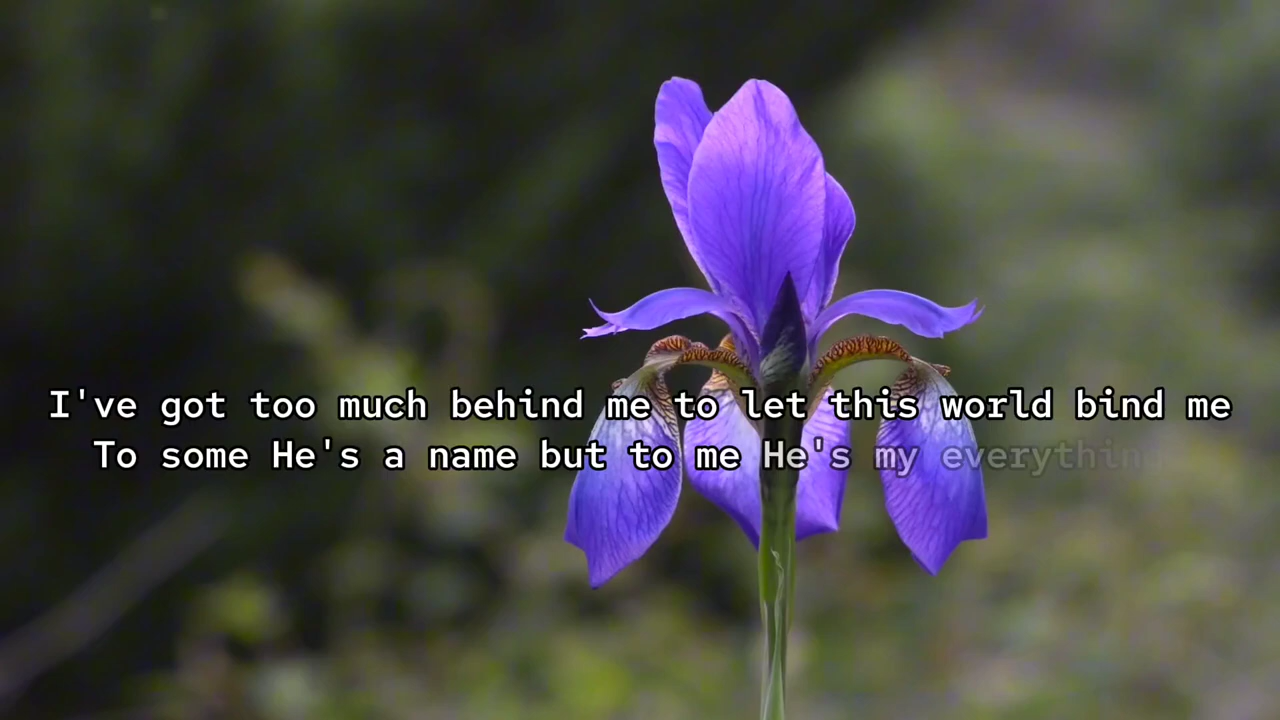 I've got too much behind me to let this world bind me
To some He's a name but to me He's my everything